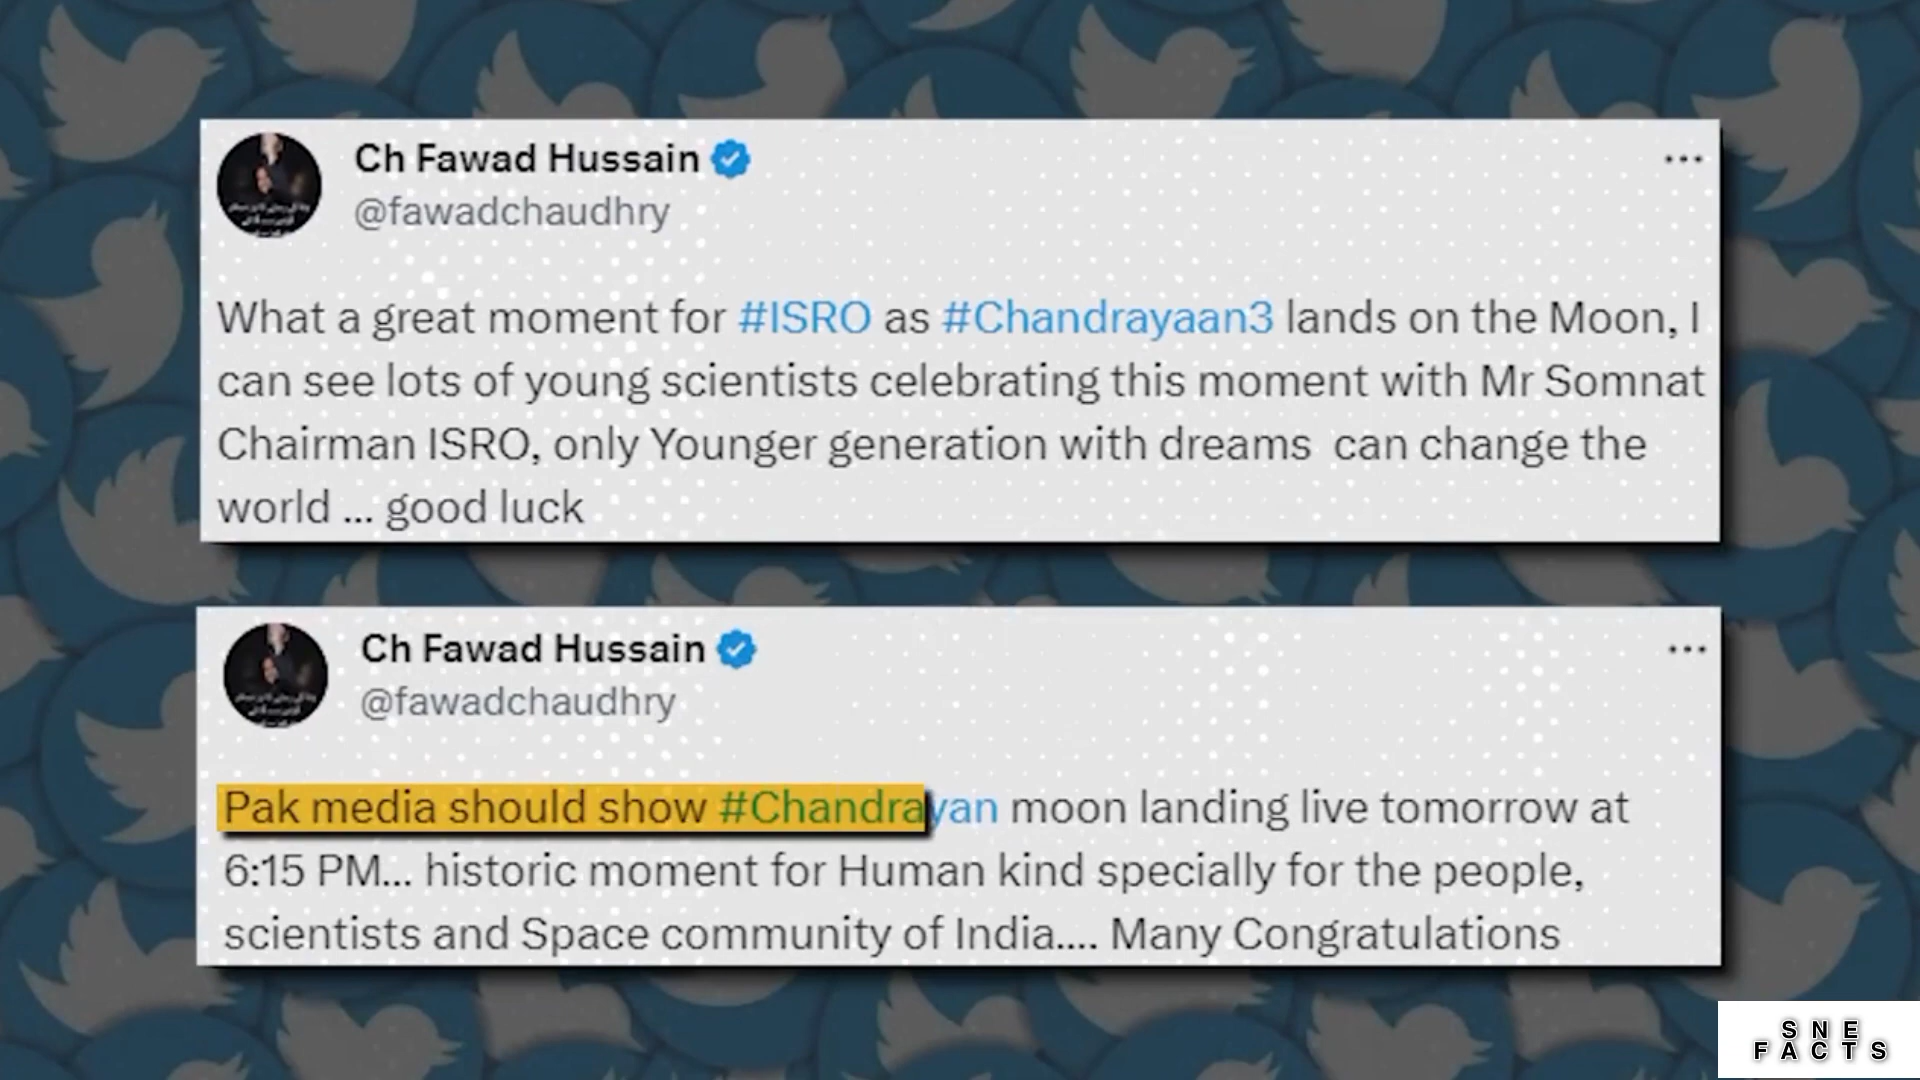 Ch Fawad Hussain
@fawadchaudhry
What a great moment for #ISRO as #Chandrayaan3 lands on the Moon, I
can see lots of young scientists celebrating this moment with Mr Somnat
Chairman ISRO, only Younger generation with dreams can change the
world ... good luck
Ch Fawad Hussain
@fawadchaudhry
Pak media should show #Chandrayan moon landing live tomorrow at
6:15 PM... historic moment for Human kind specially for the people,
scientists and Space community of India.... Many Congratulations
SNE
FACTS